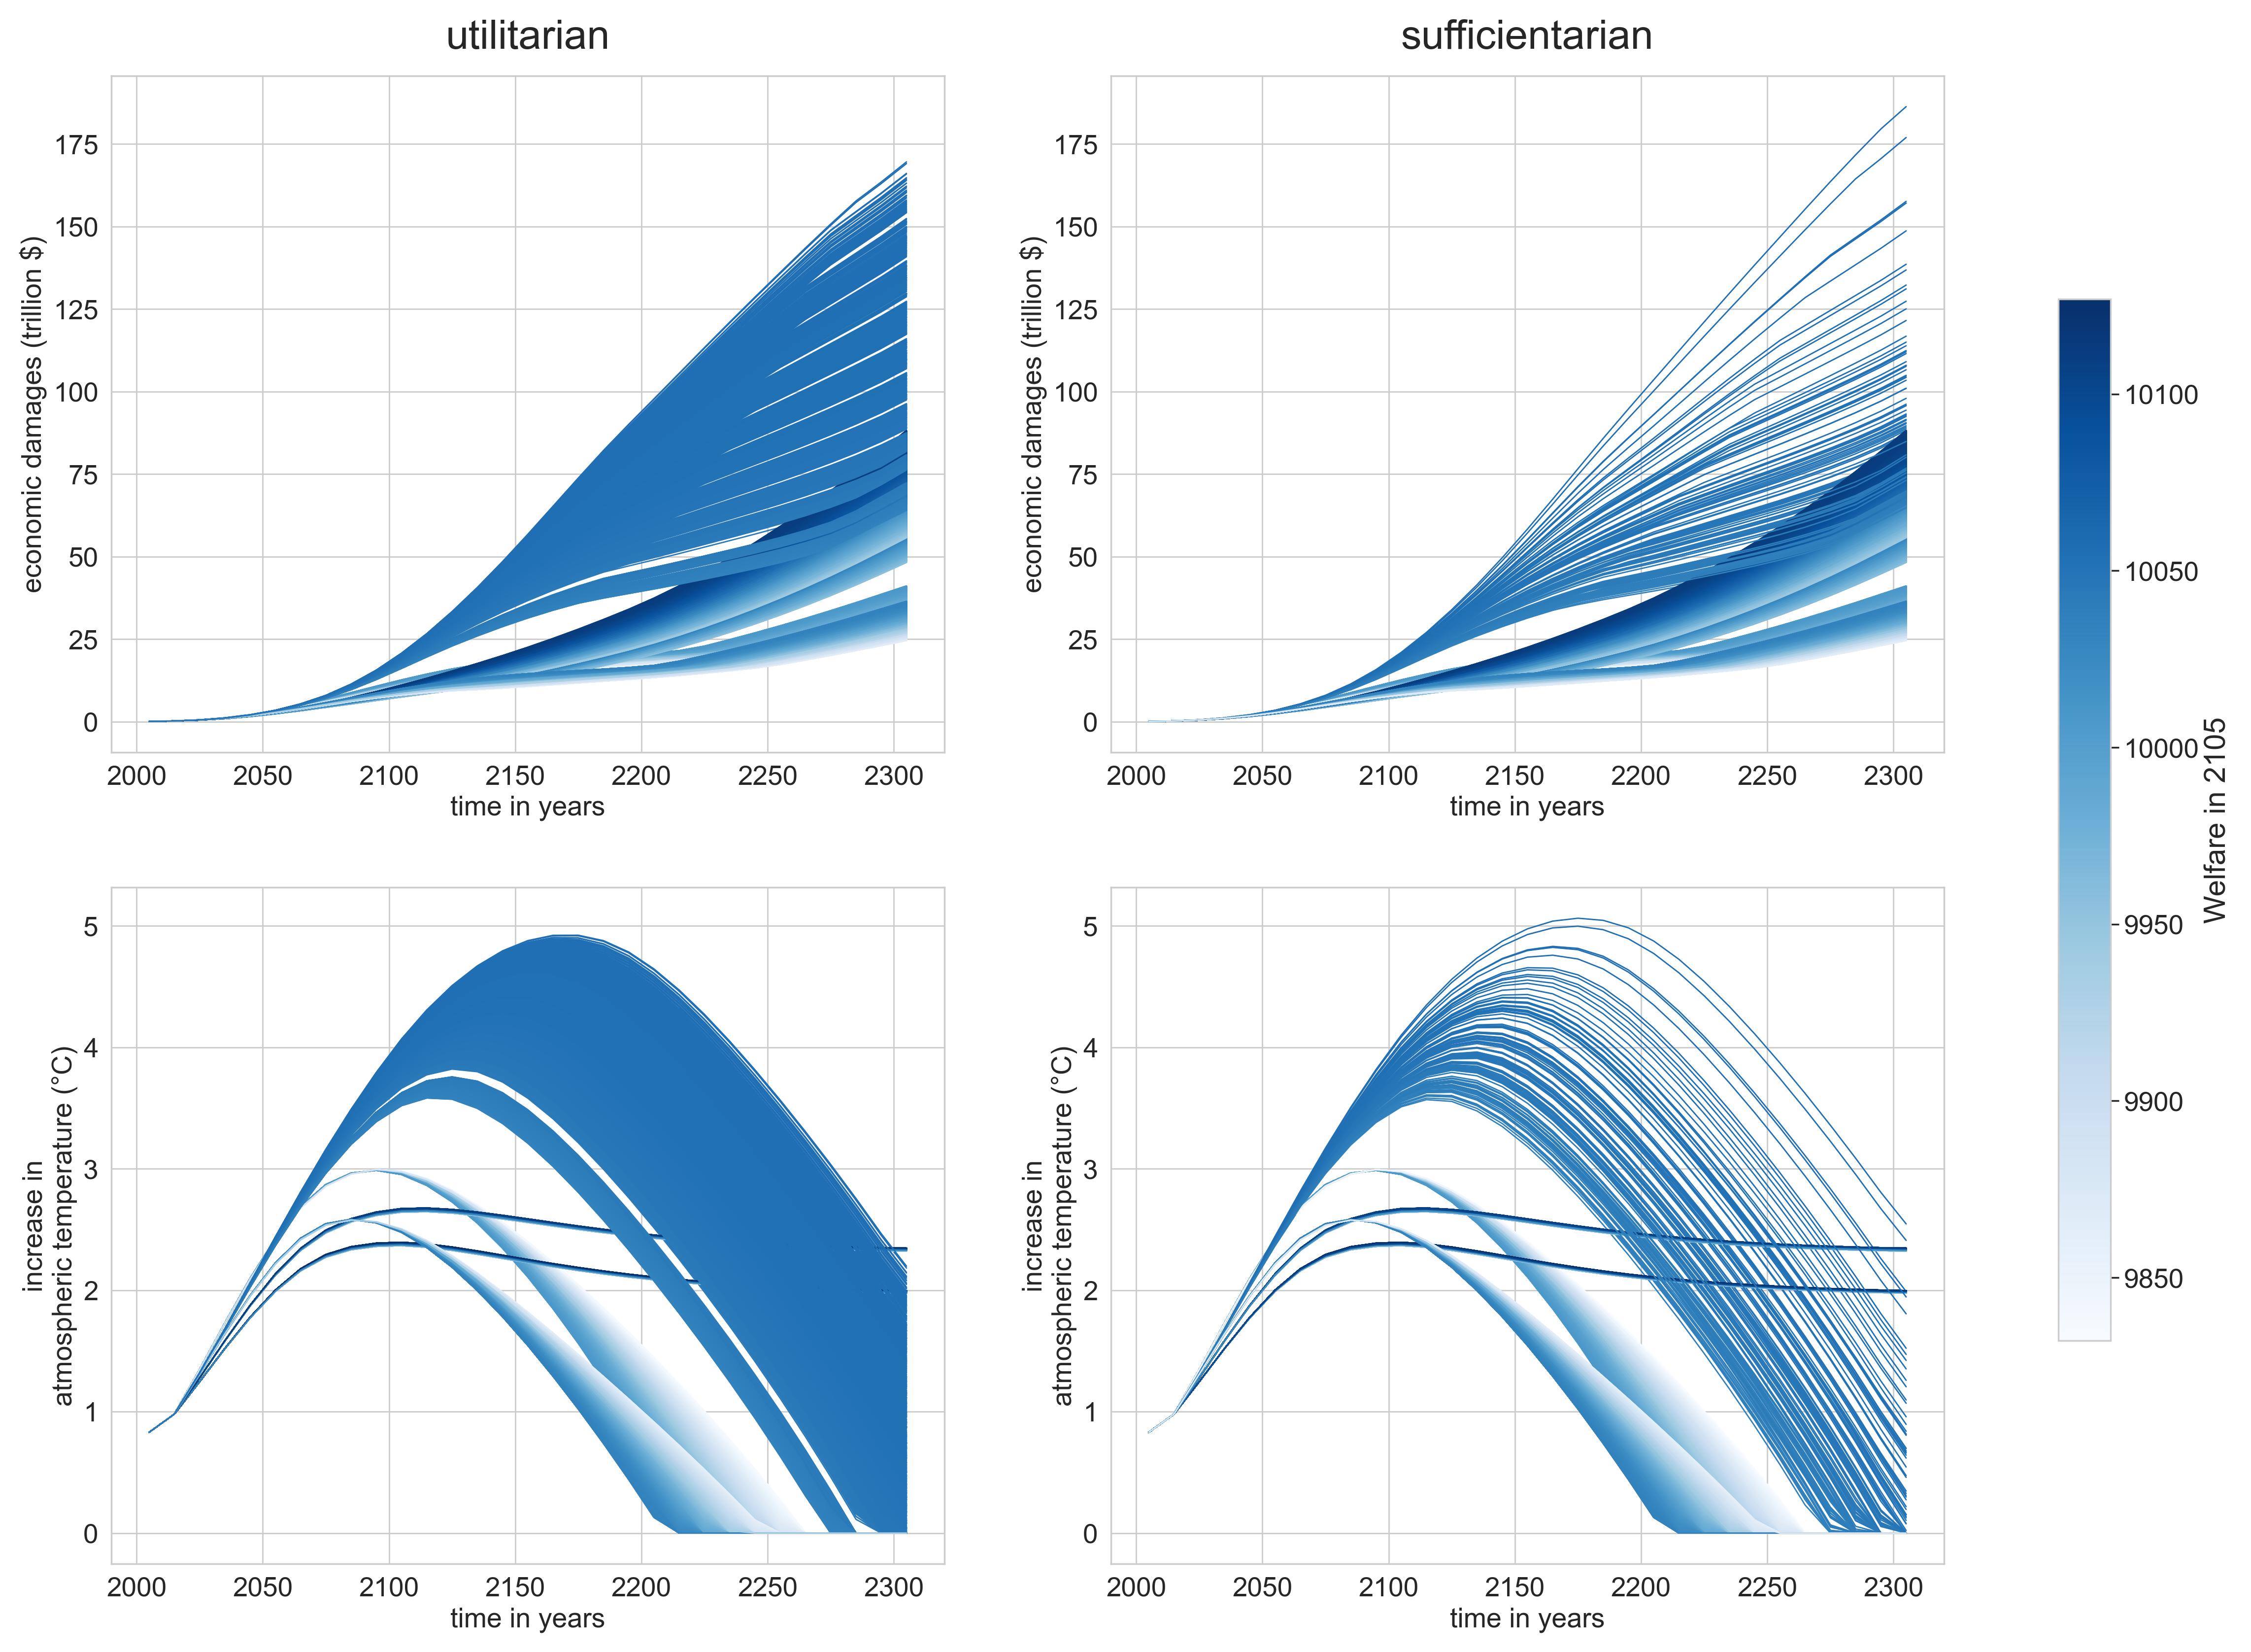 utilitarian
sufficientarian
economic damages (trillion $)
175
150
125
100
75
50
25
0
2000 2050 2100 2150 2200 2250 2300
time in years
economic damages (trillion $)
175
150
125
100
75
50
25
0
2000 2050 2100 2150 2200 2250 2300
time in years
increase in
atmospheric temperature (°C)
5
4
3
2
1
0
2000 2050 2100 2150 2200 2250 2300
time in years
increase in
atmospheric temperature (°C)
5
4
3
2
1
0
2000 2050 2100 2150 2200 2250 2300
time in years
10100
10050
10000
9950
9900
9850
Welfare in 2105